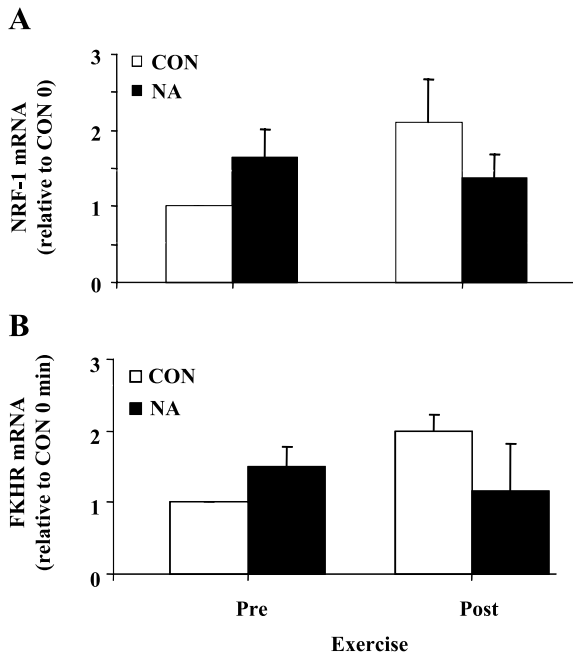 A
NRF-1 mRNA
(relative to CON 0)
3
2
1
0
CON
NA
B
FKHR mRNA
(relative to CON 0 min)
3
2
1
0
CON
NA
Pre
Post
Exercise